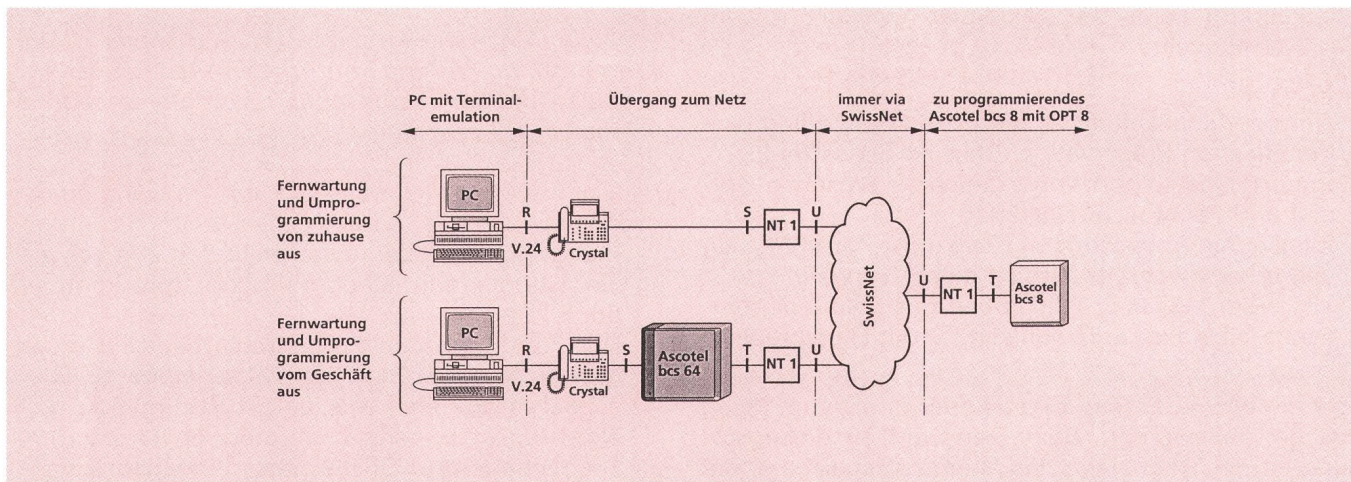 PC mit Terminal-
emulation
Übergang zum Netz
immer via
SwissNet
zu programmierendes
Ascotel bcs 8 mit OPT 8
Fernwartung
und Umpro-
grammierung
von zuhause
aus
PC
R
V.24
Crystal
S
NT 1
U
SwissNet
U
NT 1
T
Ascotel
bcs 8
Fernwartung
und Umpro-
grammierung
vom Geschäft
aus
PC
R
V.24
Crystal
S
Ascotel
bcs 64
T
NT 1
U